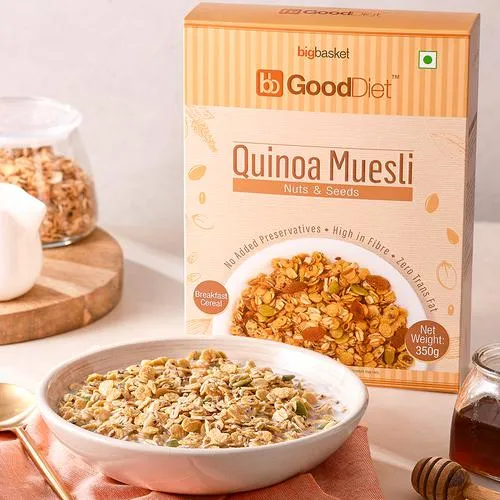 GoodDiet
bigbasket
bb GoodDiet™
Quinoa Muesli
Nuts & Seeds
No Added Preservatives • High in Fibre • Zero Trans Fat
Breakfast
Cereal
Net
Weight:
350g